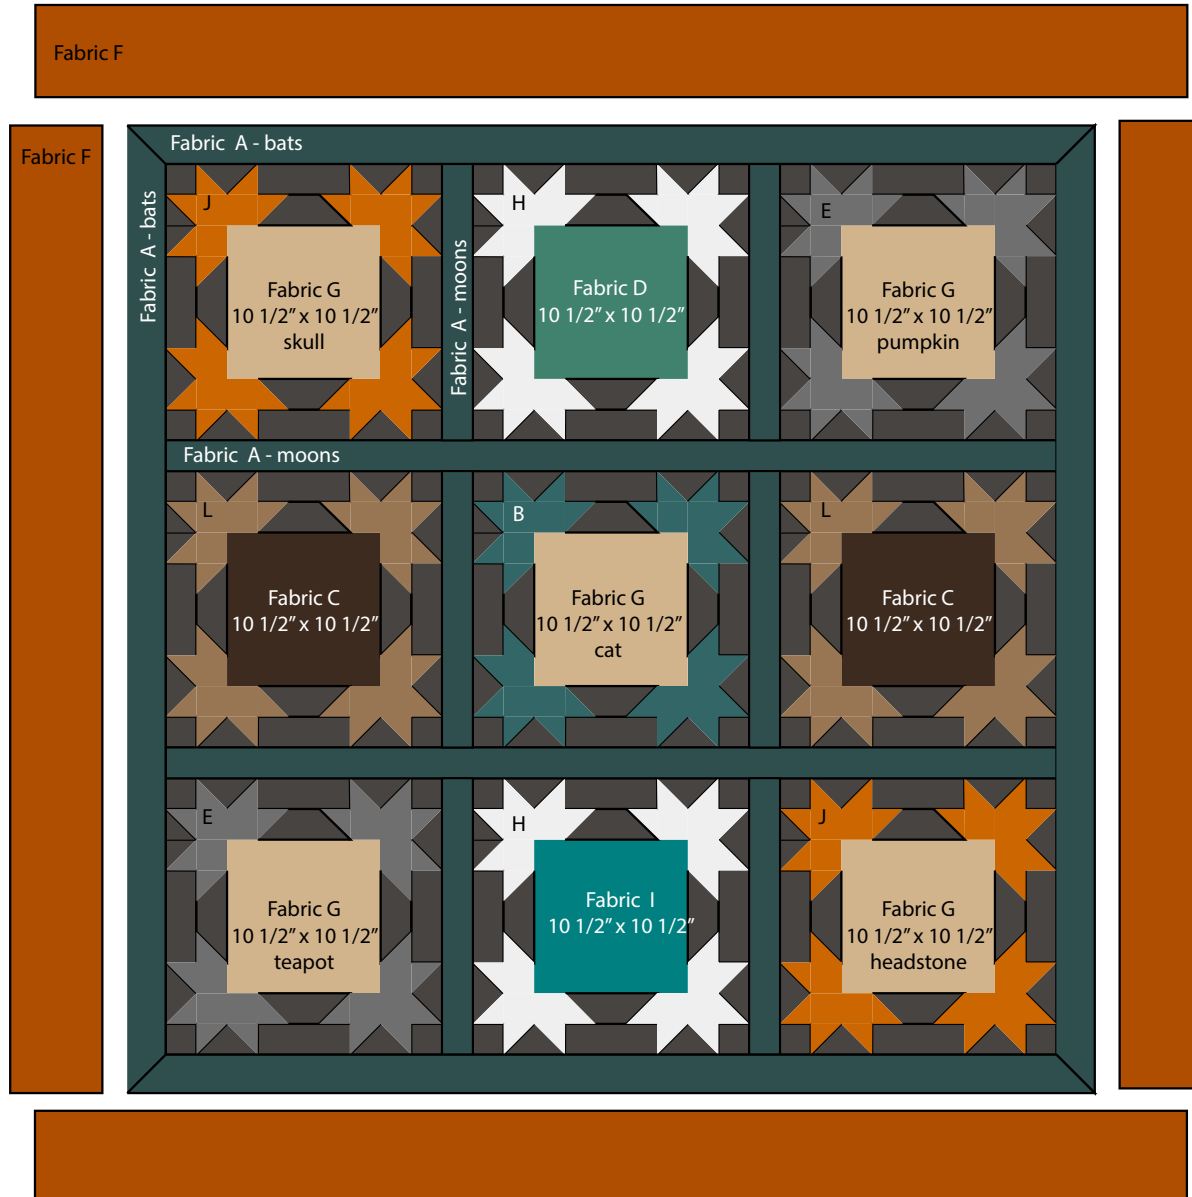 Fabric F
Fabric F
Fabric A - bats
Fabric A - bats
J
Fabric G
10 1/2” x 10 1/2”
skull
Fabric A - moons
H
Fabric D
10 1/2” x 10 1/2”
E
Fabric G
10 1/2” x 10 1/2”
pumpkin
Fabric A - moons
L
Fabric C
10 1/2” x 10 1/2”
B
Fabric G
10 1/2” x 10 1/2”
cat
L
Fabric C
10 1/2” x 10 1/2”
E
Fabric G
10 1/2” x 10 1/2”
teapot
H
Fabric I
10 1/2” x 10 1/2”
J
Fabric G
10 1/2” x 10 1/2”
headstone